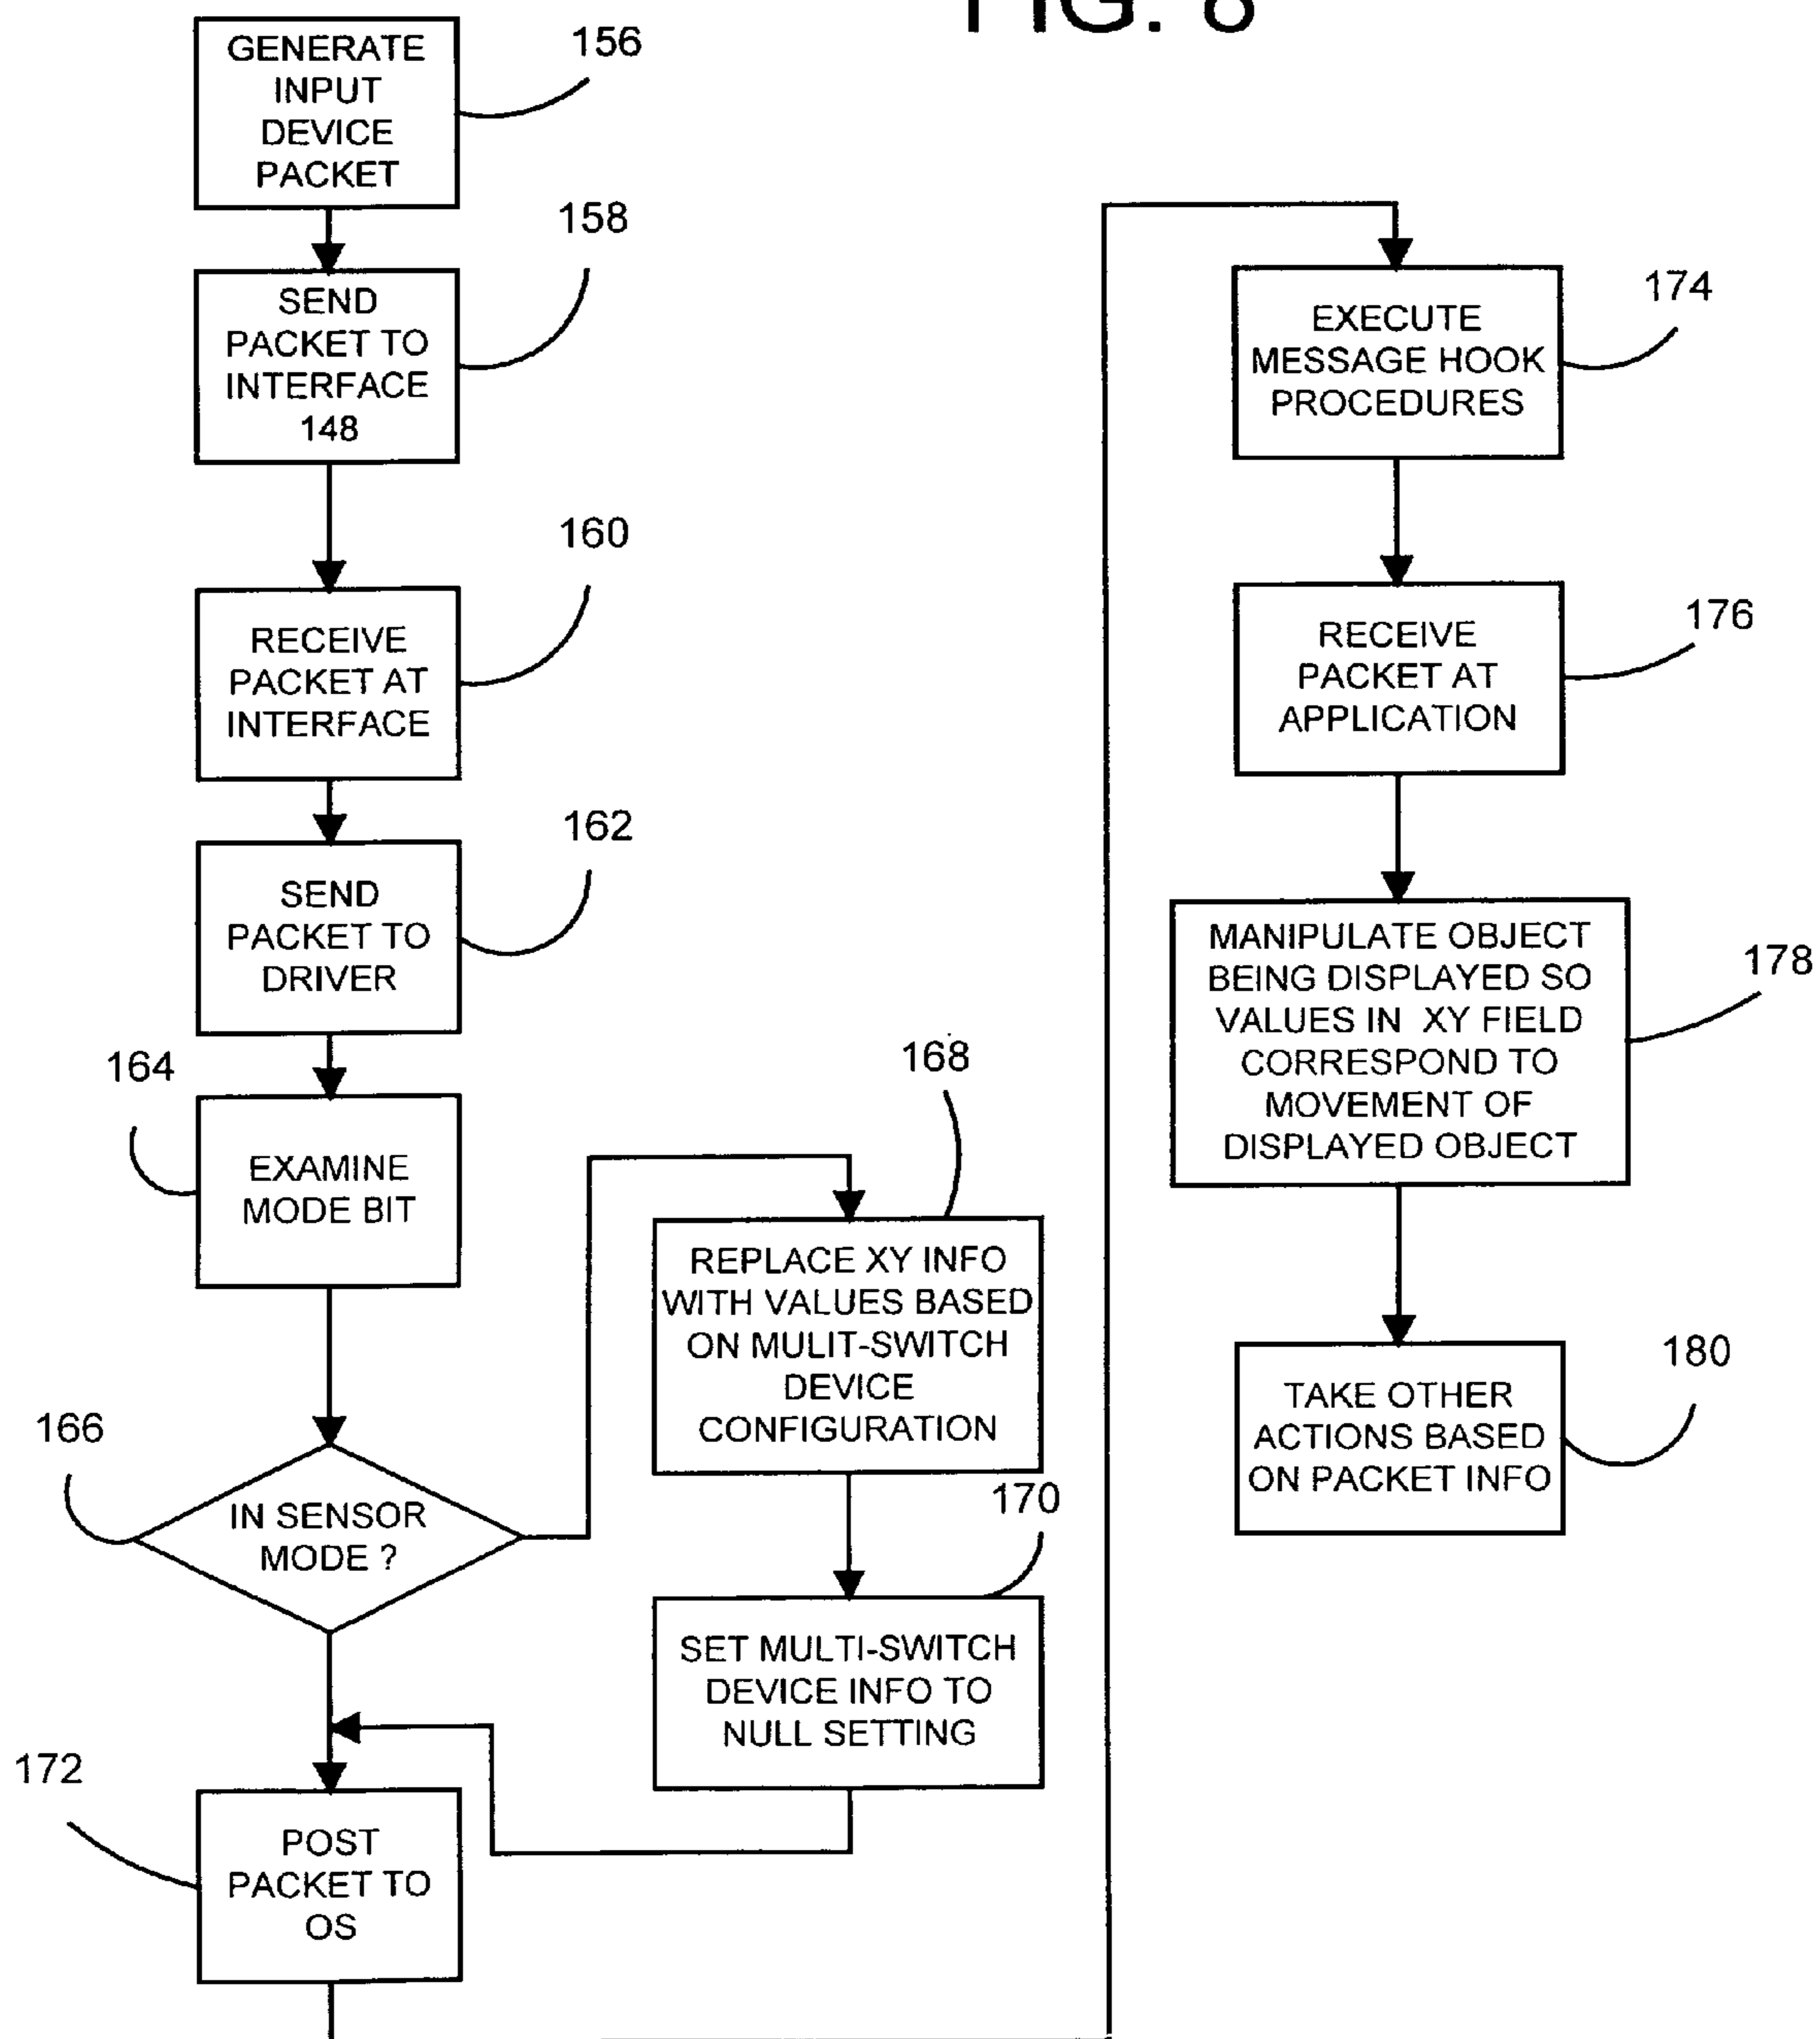 FIG. 8
GENERATE
INPUT
DEVICE
PACKET
156
SEND
PACKET TO
INTERFACE
148
158
RECEIVE
PACKET AT
INTERFACE
160
SEND
PACKET TO
DRIVER
162
EXAMINE
MODE BIT
164
IN SENSOR
MODE ?
166
REPLACE XY INFO
WITH VALUES BASED
ON MULIT-SWITCH
DEVICE
CONFIGURATION
168
SET MULTI-SWITCH
DEVICE INFO TO
NULL SETTING
170
POST
PACKET TO
OS
172
EXECUTE
MESSAGE HOOK
PROCEDURES
174
RECEIVE
PACKET AT
APPLICATION
176
MANIPULATE OBJECT
BEING DISPLAYED SO
VALUES IN XY FIELD
CORRESPOND TO
MOVEMENT OF
DISPLAYED OBJECT
178
TAKE OTHER
ACTIONS BASED
ON PACKET INFO
180